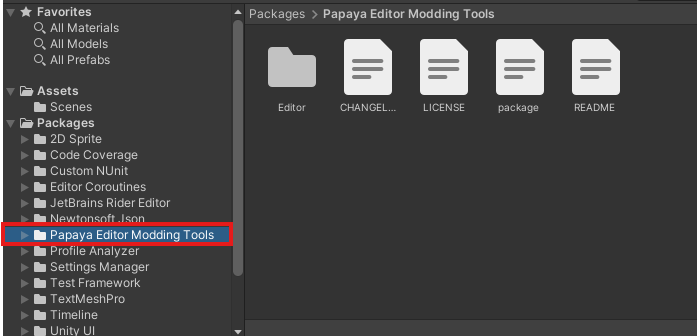 Favorites
All Materials
All Models
All Prefabs
Assets
Scenes
Packages
2D Sprite
Code Coverage
Custom NUnit
Editor Coroutines
JetBrains Rider Editor
Newtonsoft Json
Papaya Editor Modding Tools
Profile Analyzer
Settings Manager
Test Framework
TextMeshPro
Timeline
Unity UI
Packages > Papaya Editor Modding Tools
Editor
CHANGEL...
LICENSE
package
README